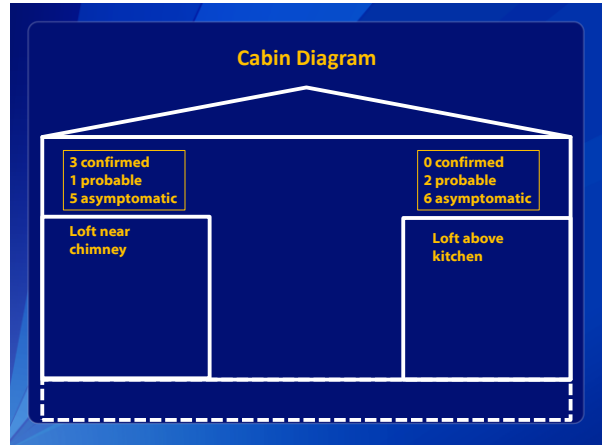 Cabin Diagram
3 confirmed
1 probable
5 asymptomatic
0 confirmed
2 probable
6 asymptomatic
Loft near
chimney
Loft above
kitchen